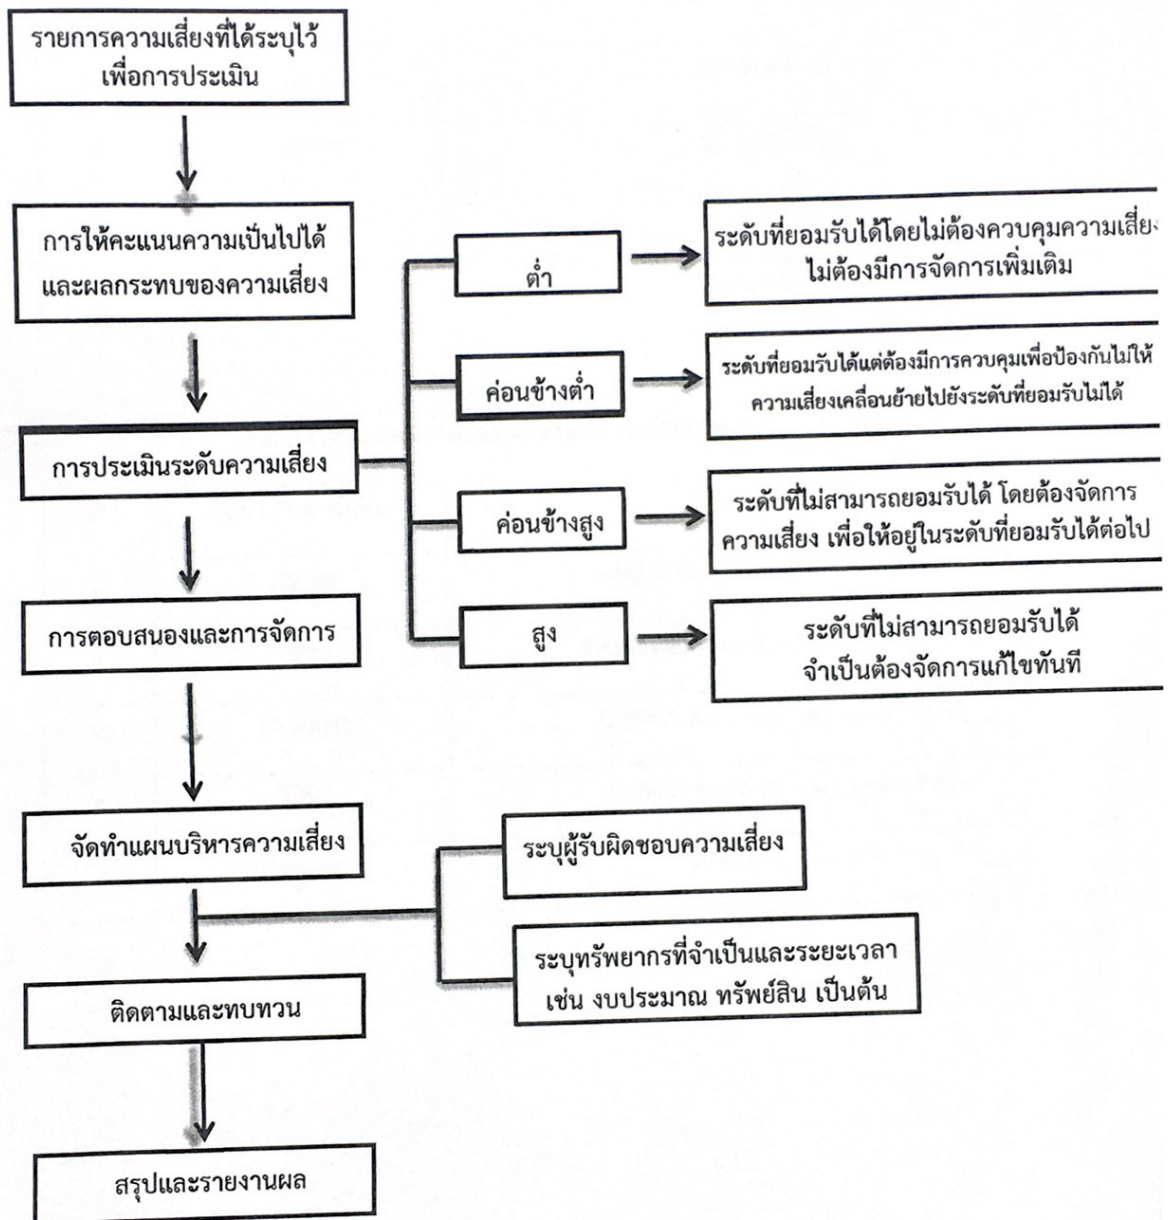 รายการความเสี่ยงที่ได้ระบุไว้
เพื่อการประเมิน
การให้คะแนนความเป็นไปได้
และผลกระทบของความเสี่ยง
การประเมินระดับความเสี่ยง
ต่ำ
ระดับที่ยอมรับได้โดยไม่ต้องควบคุมความเสี่ยง
ไม่ต้องมีการจัดการเพิ่มเติม
ค่อนข้างต่ำ
ระดับที่ยอมรับได้แต่ต้องมีการควบคุมเพื่อป้องกันไม่ให้
ความเสี่ยงเคลื่อนย้ายไปยังระดับที่ยอมรับไม่ได้
ค่อนข้างสูง
ระดับที่ไม่สามารถยอมรับได้ โดยต้องจัดการ
ความเสี่ยง เพื่อให้อยู่ในระดับที่ยอมรับได้ต่อไป
สูง
ระดับที่ไม่สามารถยอมรับได้
จำเป็นต้องจัดการแก้ไขทันที
การตอบสนองและการจัดการ
จัดทำแผนบริหารความเสี่ยง
ระบุผู้รับผิดชอบความเสี่ยง
ระบุทรัพยากรที่จำเป็นและระยะเวลา
เช่น งบประมาณ ทรัพย์สิน เป็นต้น
ติดตามและทบทวน
สรุปและรายงานผล